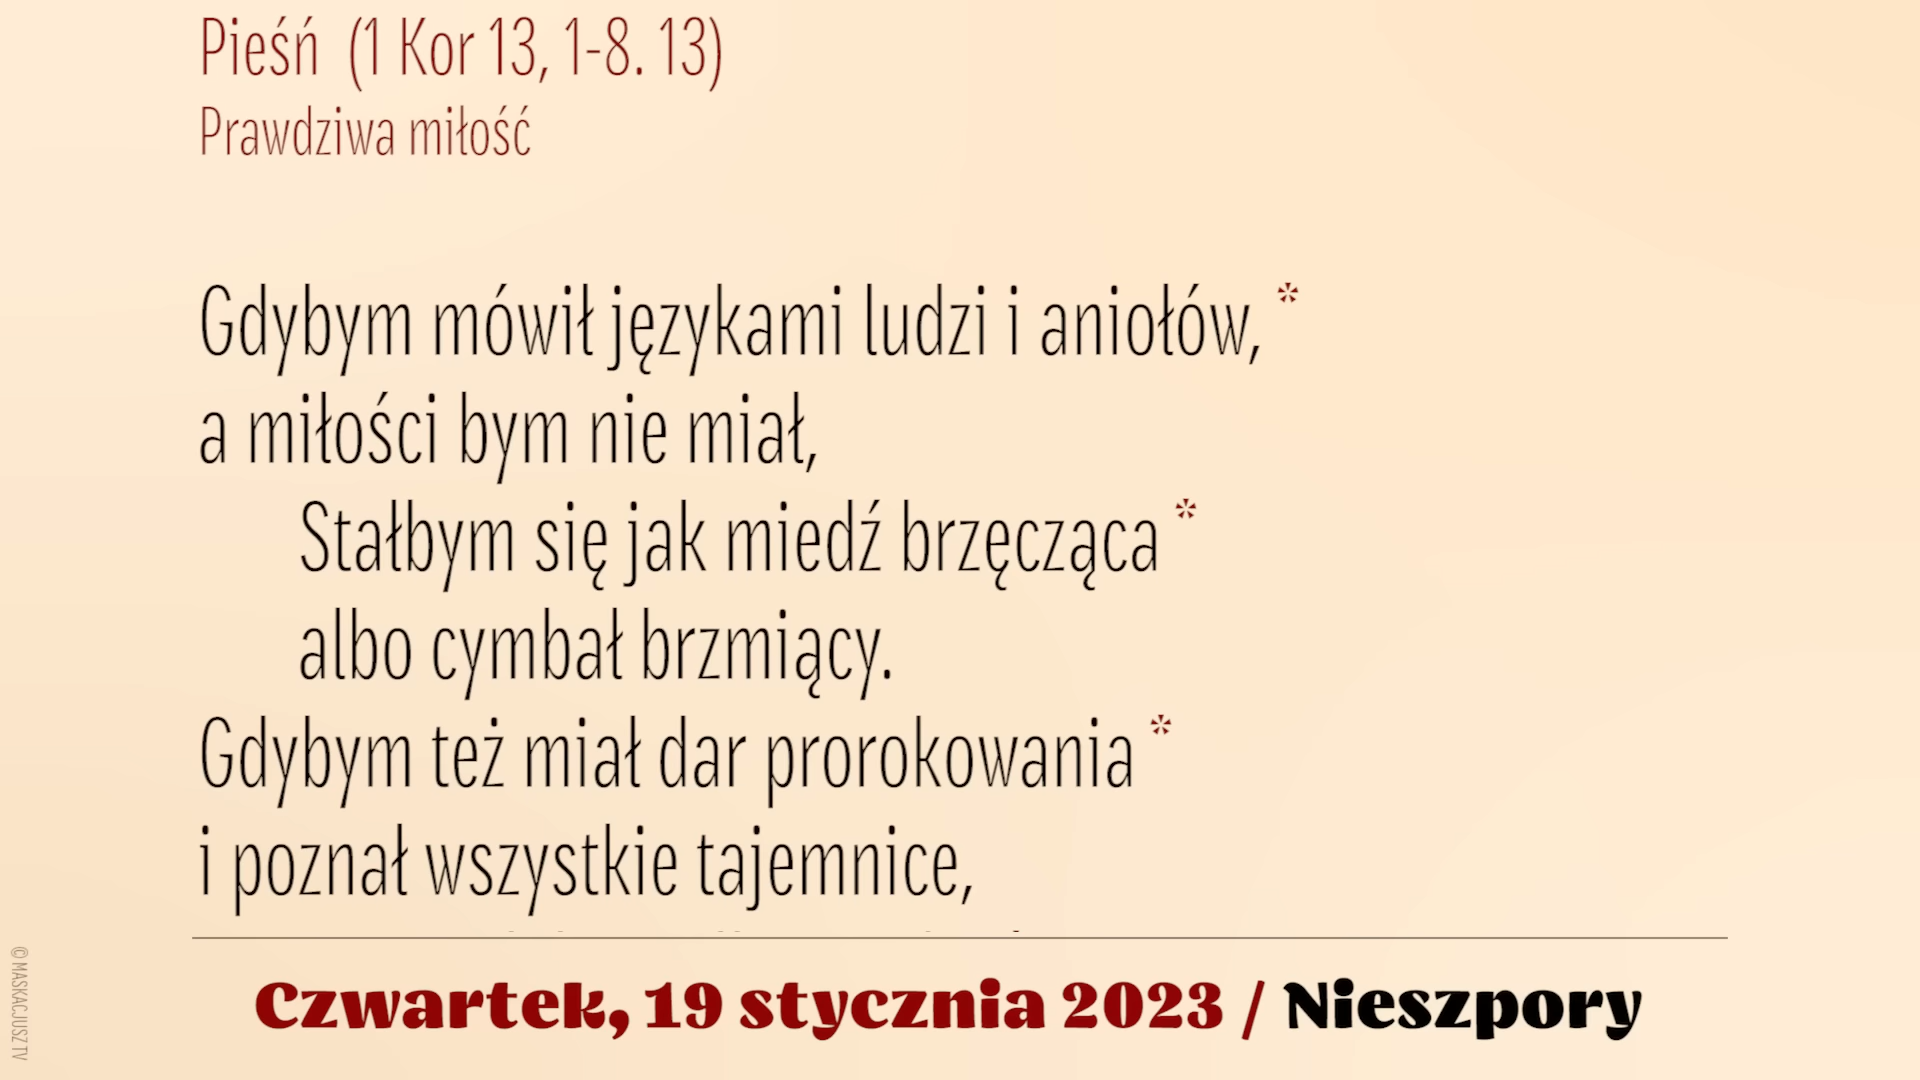 Pieśń (1 Kor 13, 1-8. 13)
Prawdziwa miłość
Gdybym mówił językami ludzi i aniołów, *
a miłości bym nie miał,
Stałbym się jak miedź brzęcząca *
albo cymbał brzmiący.
Gdybym też miał dar prorokowania *
i poznał wszystkie tajemnice,
Czwartek, 19 stycznia 2023 / Nieszpory
© MASKACJUSZ TV